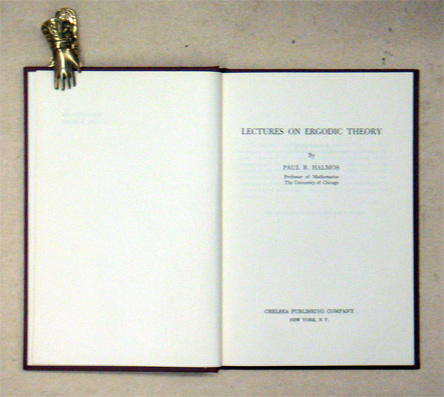 LECTURES ON ERGODIC THEORY
By
PAUL R. HALMOS
Professor of Mathematics
The University of Chicago
CHELSEA PUBLISHING COMPANY
NEW YORK, N. Y.